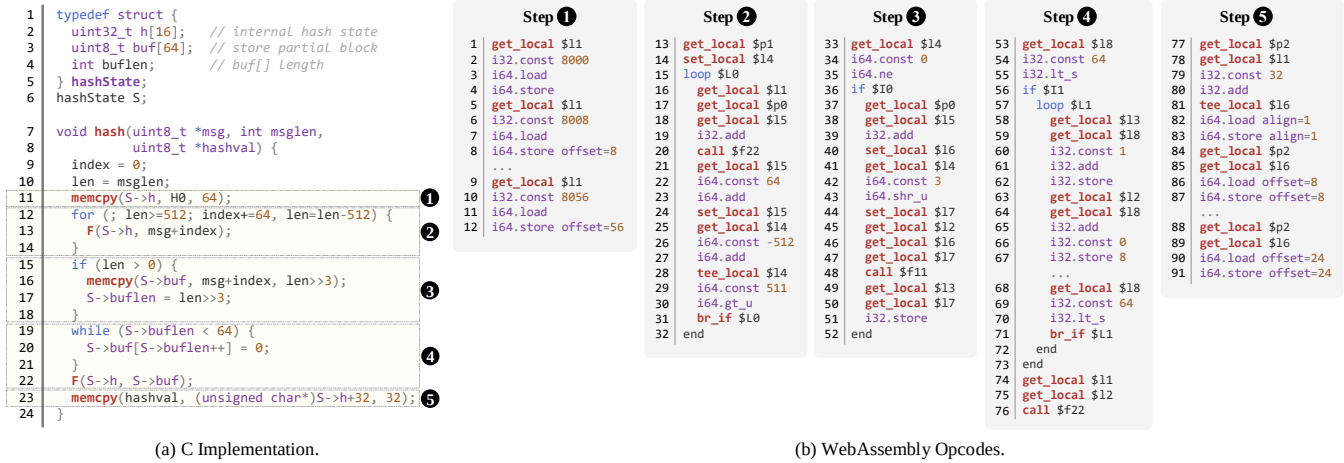 1 typedef struct {
2 uint32_t h[16]; // internal hash state
3 uint8_t buf[64]; // store partial block
4 int buflen; // buf[] length
5 } hashState;
6 hashState S;
7 void hash(uint8_t *msg, int msglen,
8 uint8_t *hashval) {
9 index = 0;
10 len = msglen;
11 memcpy(S->h, H0, 64); 1
12 for (; len>=512; index+=64, len=len-512) {
13 F(S->h, msg+index); 2
14 }
15 if (len > 0) {
16 memcpy(S->buf, msg+index, len>>3);
17 S->buflen = len>>3; 3
18 }
19 while (S->buflen < 64) {
20 S->buf[S->buflen++] = 0;
21 } 4
22 F(S->h, S->buf);
23 memcpy(hashval, (unsigned char*)S->h+32, 32); 5
24 }
(a) C Implementation.
Step 1
1 get_local $l1
2 i32.const 8000
3 i64.load
4 i64.store
5 get_local $l1
6 i32.const 8008
7 i64.load
8 i64.store offset=8
...
9 get_local $l1
10 i32.const 8056
11 i64.load
12 i64.store offset=56
Step 2
13 get_local $p1
14 set_local $l4
15 loop $L0
16 get_local $l1
17 get_local $p0
18 get_local $l5
19 i32.add
20 call $f22
21 get_local $l5
22 i64.const 64
23 i64.add
24 set_local $l5
25 get_local $l4
26 i64.const -512
27 i64.add
28 tee_local $l4
29 i64.const 511
30 i64.gt_u
31 br_if $L0
32 end
Step 3
33 get_local $l4
34 i64.const 0
35 i64.ne
36 if $I0
37 get_local $p0
38 get_local $l5
39 i32.add
40 set_local $l6
41 get_local $l4
42 i64.const 3
43 i64.shr_u
44 set_local $l7
45 get_local $l2
46 get_local $l6
47 get_local $l7
48 call $f11
49 get_local $l3
50 get_local $l7
51 i32.store
52 end
Step 4
53 get_local $l8
54 i32.const 64
55 i32.lt_s
56 if $I1
57 loop $L1
58 get_local $l3
59 get_local $l8
60 i32.const 1
61 i32.add
62 i32.store
63 get_local $l2
64 get_local $l8
65 i32.add
66 i32.const 0
67 i32.store 8
...
68 get_local $l8
69 i32.const 64
70 i32.lt_s
71 br_if $L1
72 end
73 end
74 get_local $l1
75 get_local $l2
76 call $f22
Step 5
77 get_local $p2
78 get_local $l1
79 i32.const 32
80 i32.add
81 tee_local $l6
82 i64.load align=1
83 i64.store align=1
84 get_local $p2
85 get_local $l6
86 i64.load offset=8
87 i64.store offset=8
...
88 get_local $p2
89 get_local $l6
90 i64.load offset=24
91 i64.store offset=24
(b) WebAssembly Opcodes.